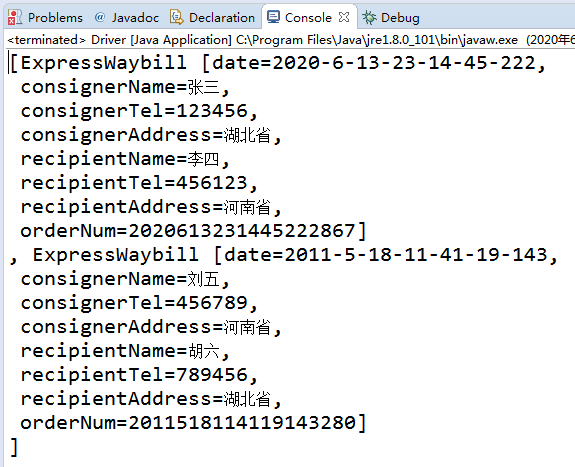 Problems @ Javadoc Declaration Console Debug
<terminated> Driver [Java Application] C:\Program Files\Java\jre1.8.0_101\bin\javaw.exe (2020年6
[ExpressWaybill [date=2020-6-13-23-14-45-222,
consignerName=张三,
consignerTel=123456,
consignerAddress=湖北省,
recipientName=李四,
recipientTel=456123,
recipientAddress=河南省,
orderNum=2020613231445222867]
, ExpressWaybill [date=2011-5-18-11-41-19-143,
consignerName=刘五,
consignerTel=456789,
consignerAddress=河南省,
recipientName=胡六,
recipientTel=789456,
recipientAddress=湖北省,
orderNum=2011518114119143280]
]